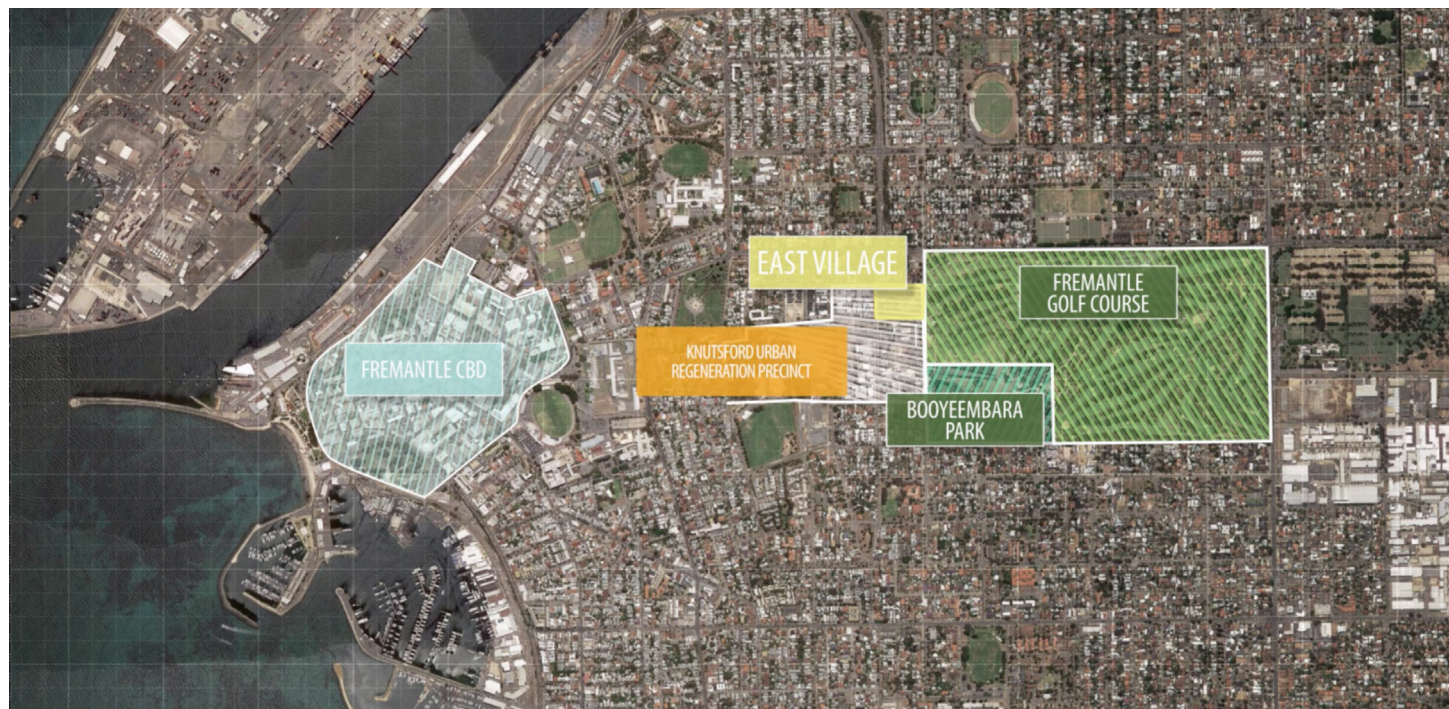 EAST VILLAGE
FREMANTLE
GOLF COURSE
FREMANTLE CBD
KNUTSFORD URBAN
REGENERATION PRECINCT
BOOYEEMBARA
PARK